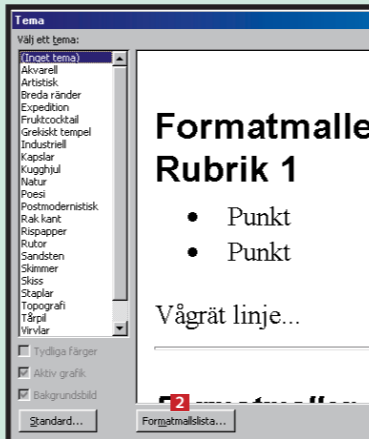 Tema
Välj ett tema:
(Inget tema)
Akvarell
Artistisk
Breda ränder
Expedition
Fruktcocktail
Grekiskt tempel
Industriell
Kapslar
Kugghjul
Natur
Poesi
Postmodernistisk
Rak kant
Rispapper
Rutor
Sandsten
Skimmer
Skiss
Staplar
Topografi
Tårpil
Virvlar
Tydliga färger
Aktiv grafik
Bakgrundsbild
Standard...
Formatmalle
Rubrik 1
• Punkt
• Punkt
Vågrät linje...
2
Formatmallslista...